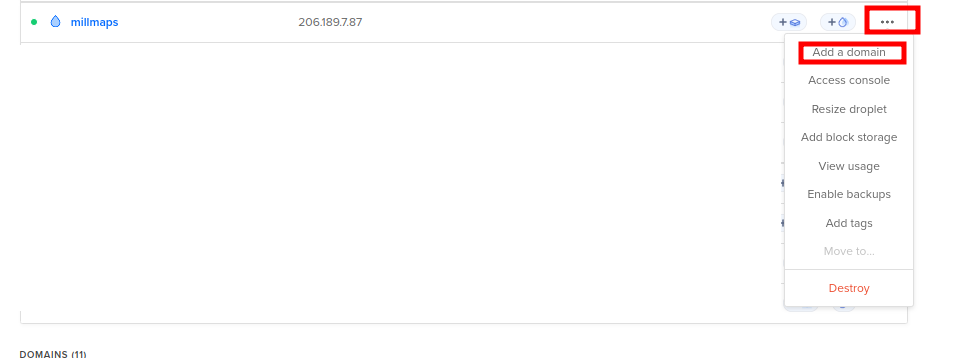 millmaps
206.189.7.87
Add a domain
Access console
Resize droplet
Add block storage
View usage
Enable backups
Add tags
Move to...
Destroy
DOMAINS (11)